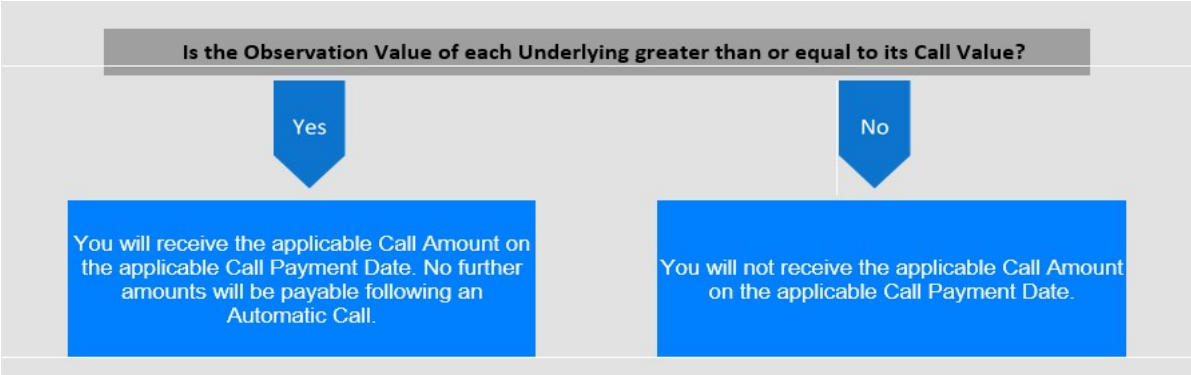 Is the Observation Value of each Underlying greater than or equal to its Call Value?
Yes
No
You will receive the applicable Call Amount on
the applicable Call Payment Date. No further
amounts will be payable following an
Automatic Call.
You will not receive the applicable Call Amount
on the applicable Call Payment Date.